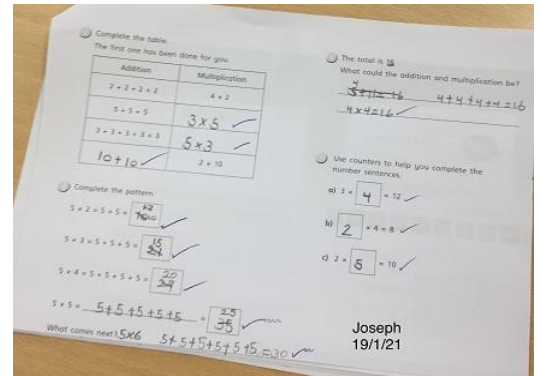 Complete the table.
The first one has been done for you.
Addition Multiplication
2 + 2 + 2 + 2 4 × 2
5 + 5 + 5 3 × 5
3 + 3 + 3 + 3 + 3 5 × 3
10 + 10 2 × 10
Complete the pattern.
5 × 2 = 5 + 5 =
5 × 3 = 5 + 5 + 5 = 15
5 × 4 = 5 + 5 + 5 + 5 = 20
5 × 5 = 5+5+5+5+5 = 25
What comes next? 5×6 5+5+5+5+5+5=30
The total is 16
What could the addition and multiplication be?
4+4+4+4=16
4×4=16
Use counters to help you complete the
number sentences.
a) 3 × 4 = 12
b) 2 × 4 = 8
c) 2 × 5 = 10
Joseph
19/1/21